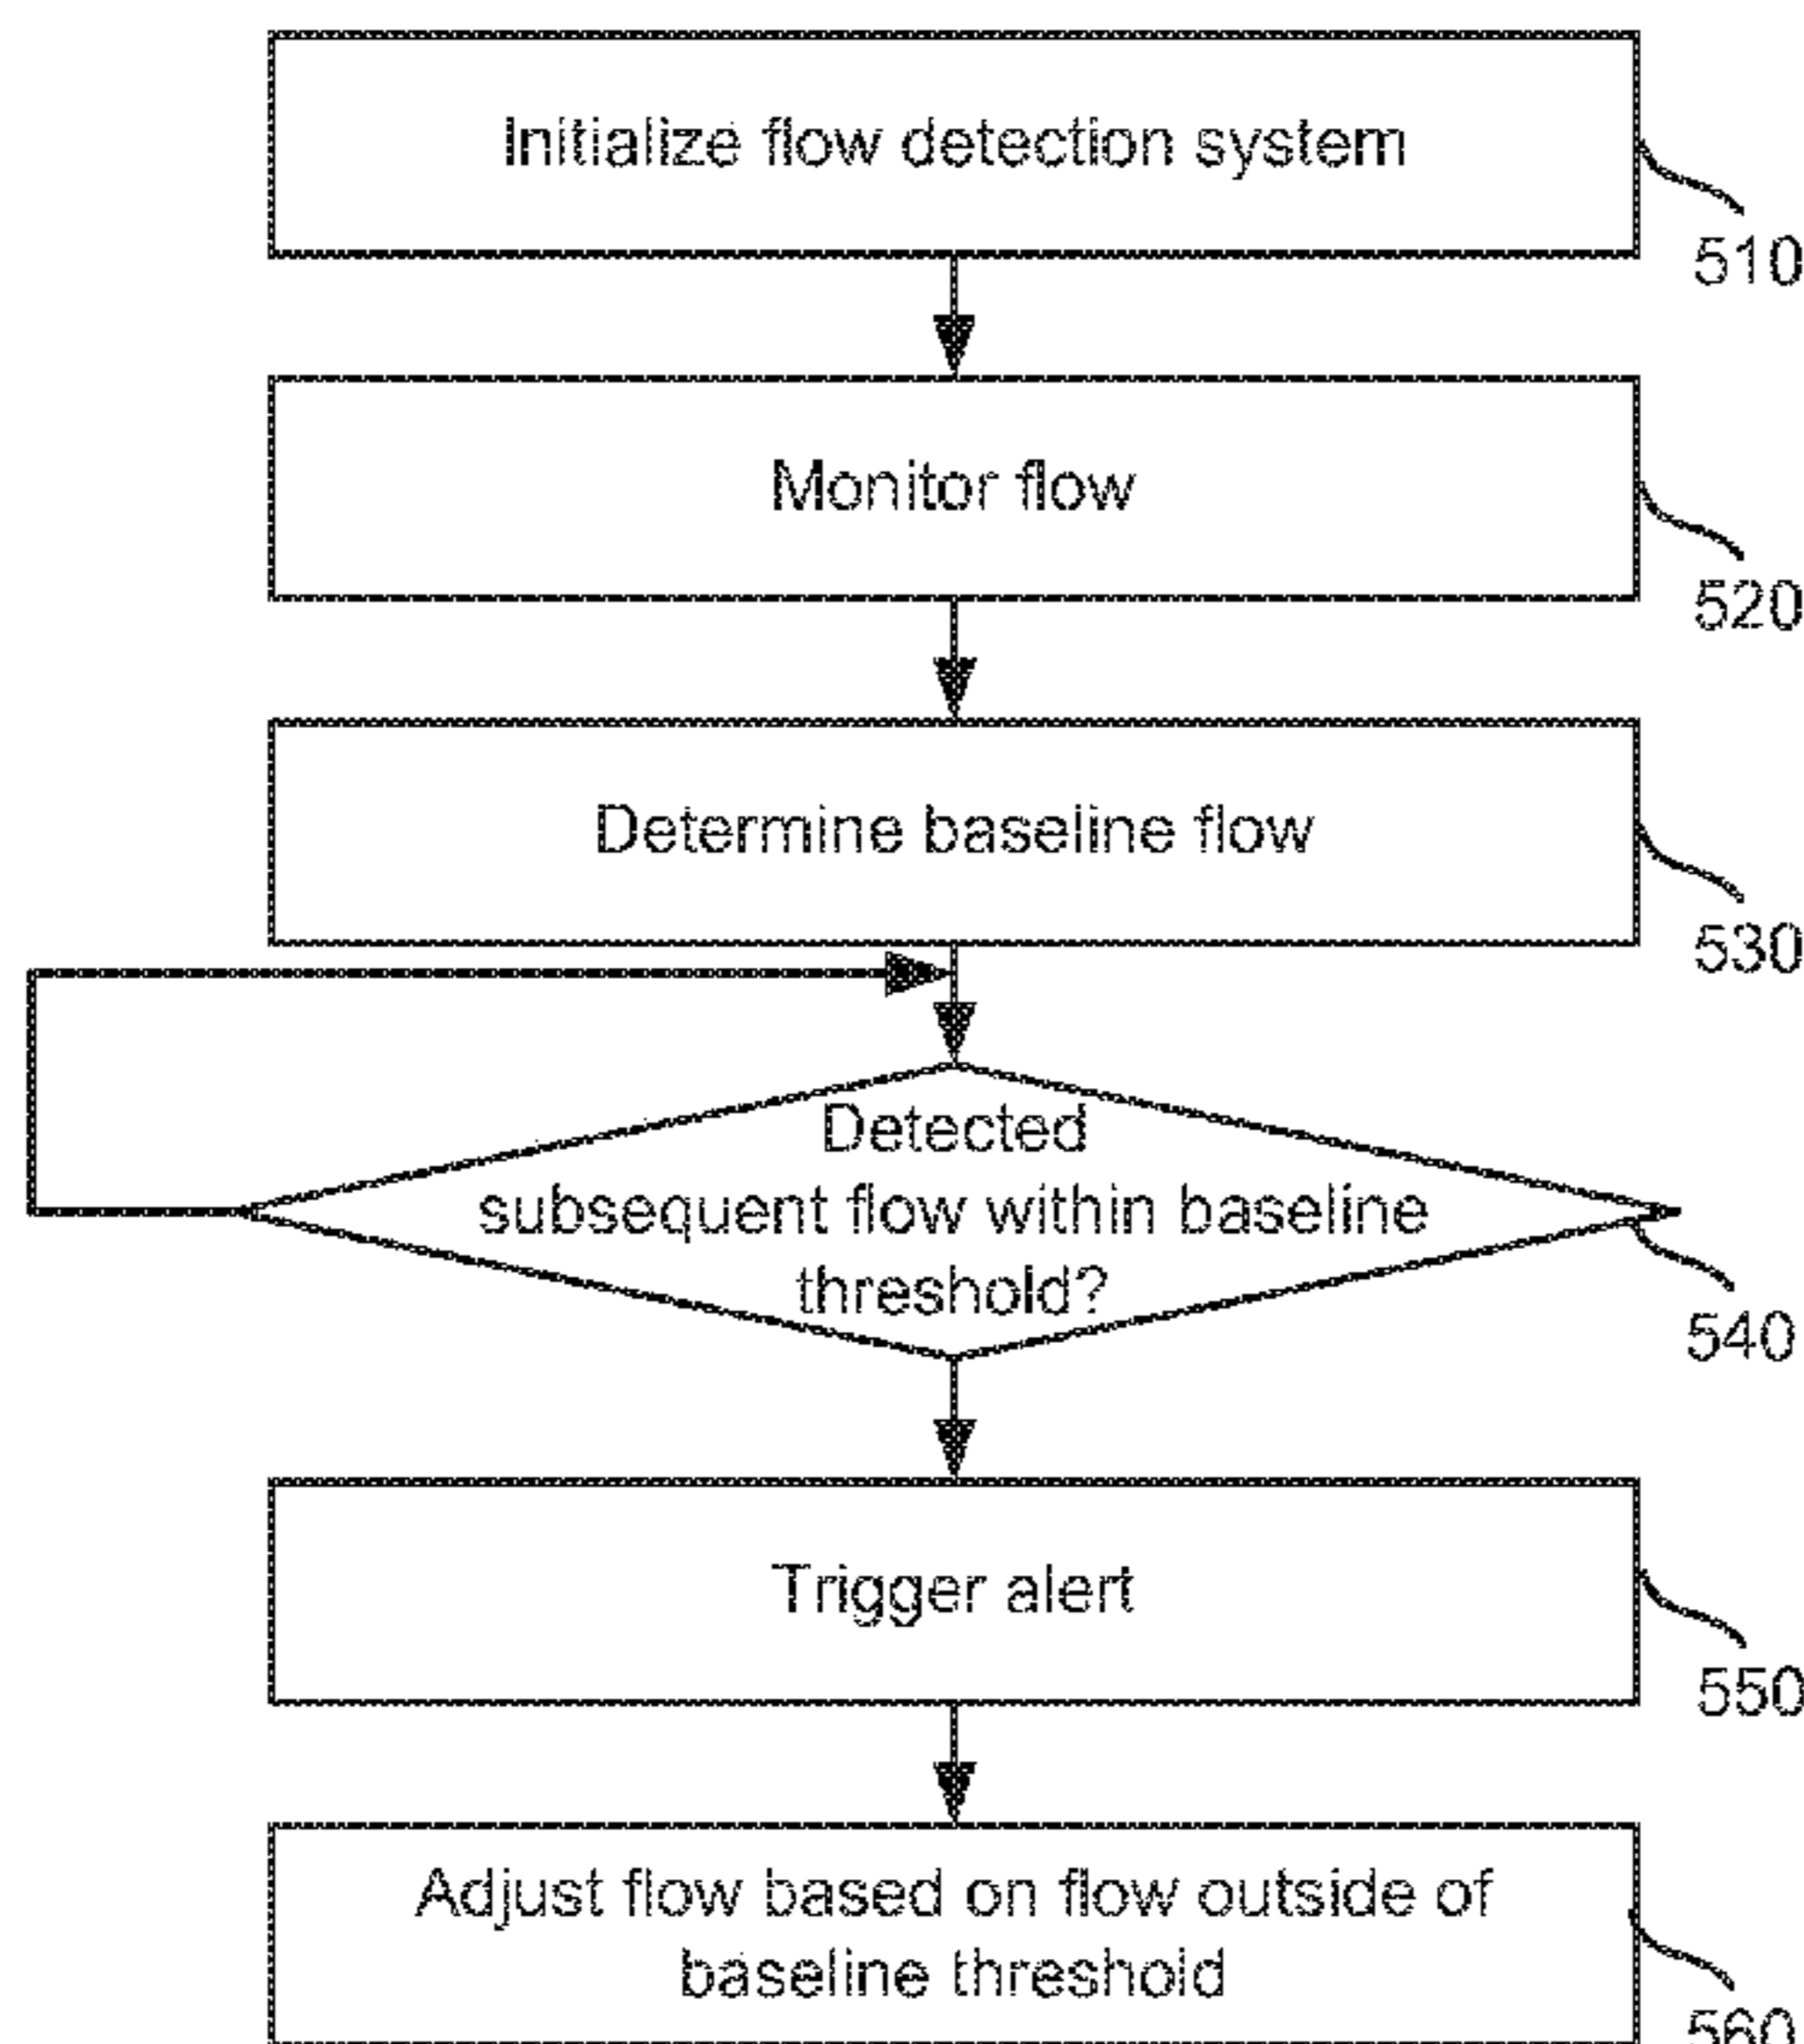 Initialize flow detection system
510
Monitor flow
520
Determine baseline flow
530
Detected
subsequent flow within baseline
threshold?
540
Trigger alert
550
Adjust flow based on flow outside of
baseline threshold
560